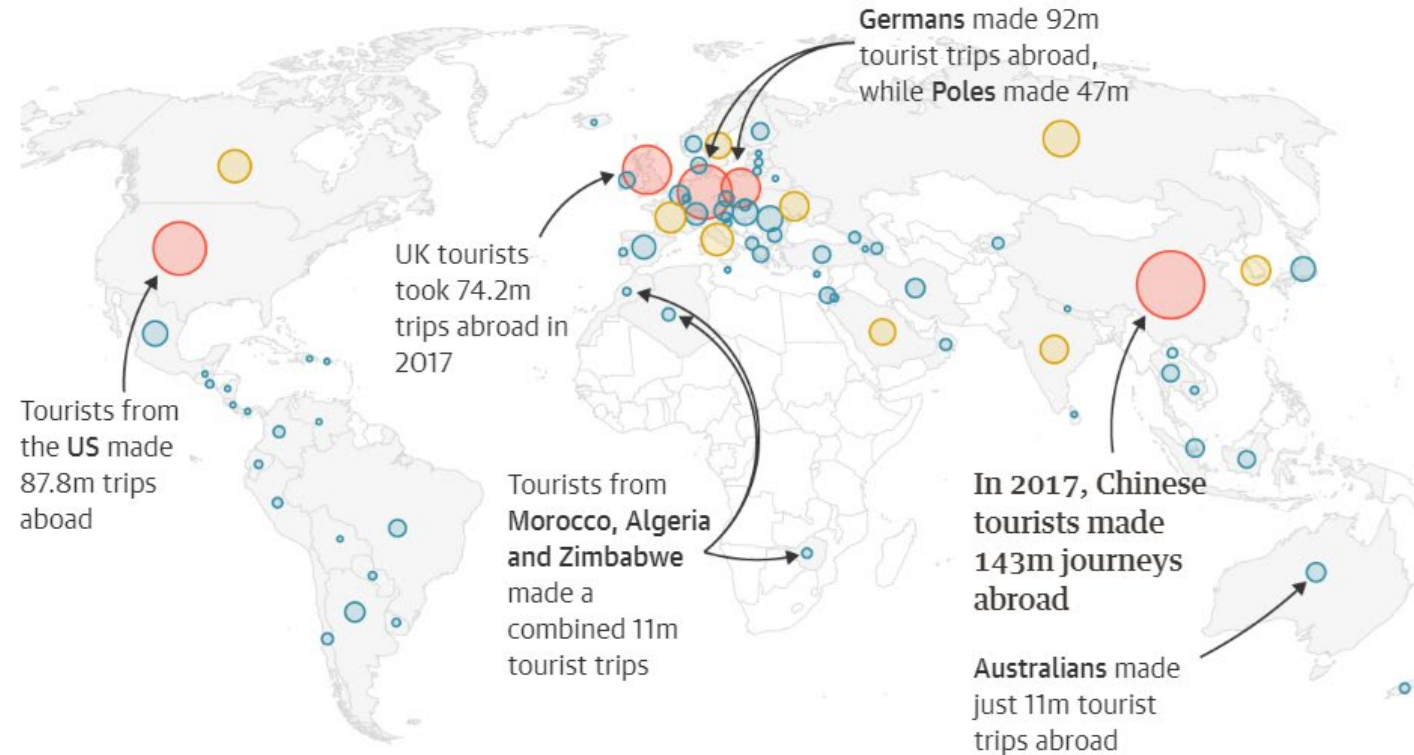 Germans made 92m
tourist trips abroad,
while Poles made 47m
UK tourists
took 74.2m
trips abroad in
2017
Tourists from
the US made
87.8m trips
aboad
Tourists from
Morocco, Algeria
and Zimbabwe
made a
combined 11m
tourist trips
In 2017, Chinese
tourists made
143m journeys
abroad
Australians made
just 11m tourist
trips abroad